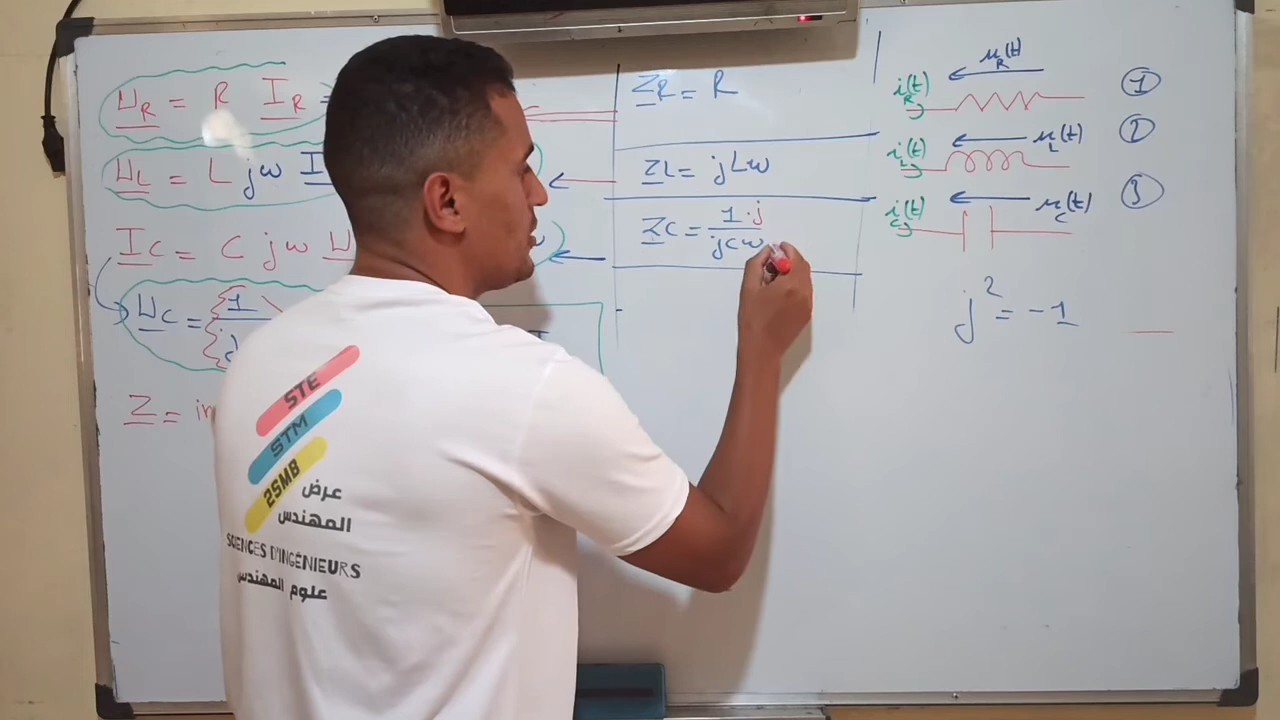 U_R = R I_R =
U_L = L jω I
I_C = C jω U
U_C = 1
Z =
Z_R = R
Z_L = jLω
Z_C = 1·j / jCω
u_R(t)
i_R(t)
1
u_L(t)
i_L(t)
2
u_C(t)
i_C(t)
3
j² = -1
STE
STM
2SMB
عرض
المهندس
SCIENCES D'INGÉNIEURS
علوم المهندس